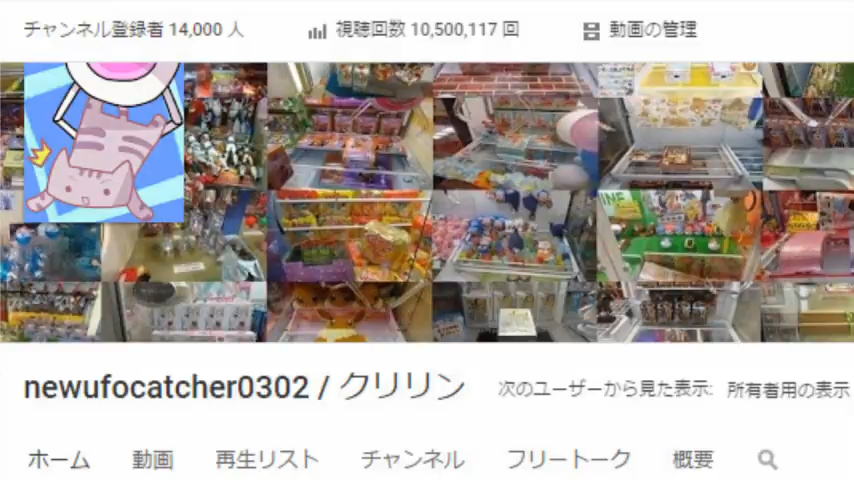 チャンネル登録者 14,000 人 視聴回数 10,500,117 回 動画の管理
newufocatcher0302 / クリリン 次のユーザーから見た表示: 所有者用の表示
ホーム 動画 再生リスト チャンネル フリートーク 概要